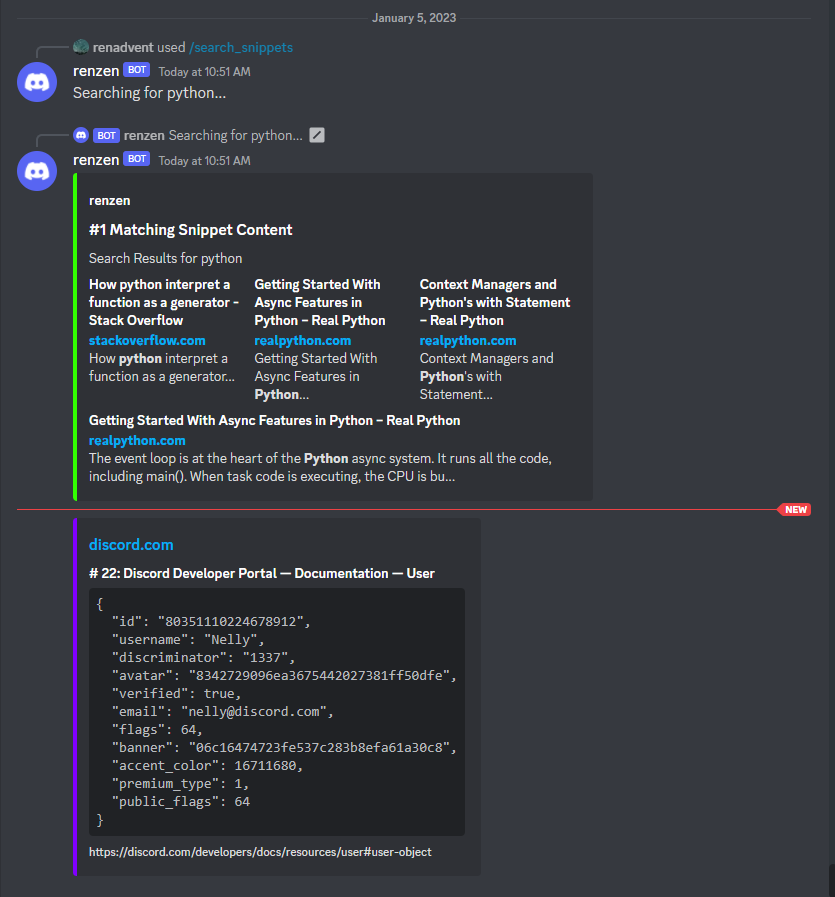 January 5, 2023
renadvent used /search_snippets
renzen BOT Today at 10:51 AM
Searching for python...
BOT renzen Searching for python...
renzen BOT Today at 10:51 AM
renzen
#1 Matching Snippet Content
Search Results for python
How python interpret a
function as a generator -
Stack Overflow
stackoverflow.com
How python interpret a
function as a generator...
Getting Started With
Async Features in
Python – Real Python
realpython.com
Getting Started With
Async Features in
Python...
Context Managers and
Python's with Statement
– Real Python
realpython.com
Context Managers and
Python's with
Statement...
Getting Started With Async Features in Python – Real Python
realpython.com
The event loop is at the heart of the Python async system. It runs all the code,
including main(). When task code is executing, the CPU is bu...
NEW
discord.com
# 22: Discord Developer Portal — Documentation — User
{
  "id": "80351110224678912",
  "username": "Nelly",
  "discriminator": "1337",
  "avatar": "8342729096ea3675442027381ff50dfe",
  "verified": true,
  "email": "nelly@discord.com",
  "flags": 64,
  "banner": "06c16474723fe537c283b8efa61a30c8",
  "accent_color": 16711680,
  "premium_type": 1,
  "public_flags": 64
}
https://discord.com/developers/docs/resources/user#user-object